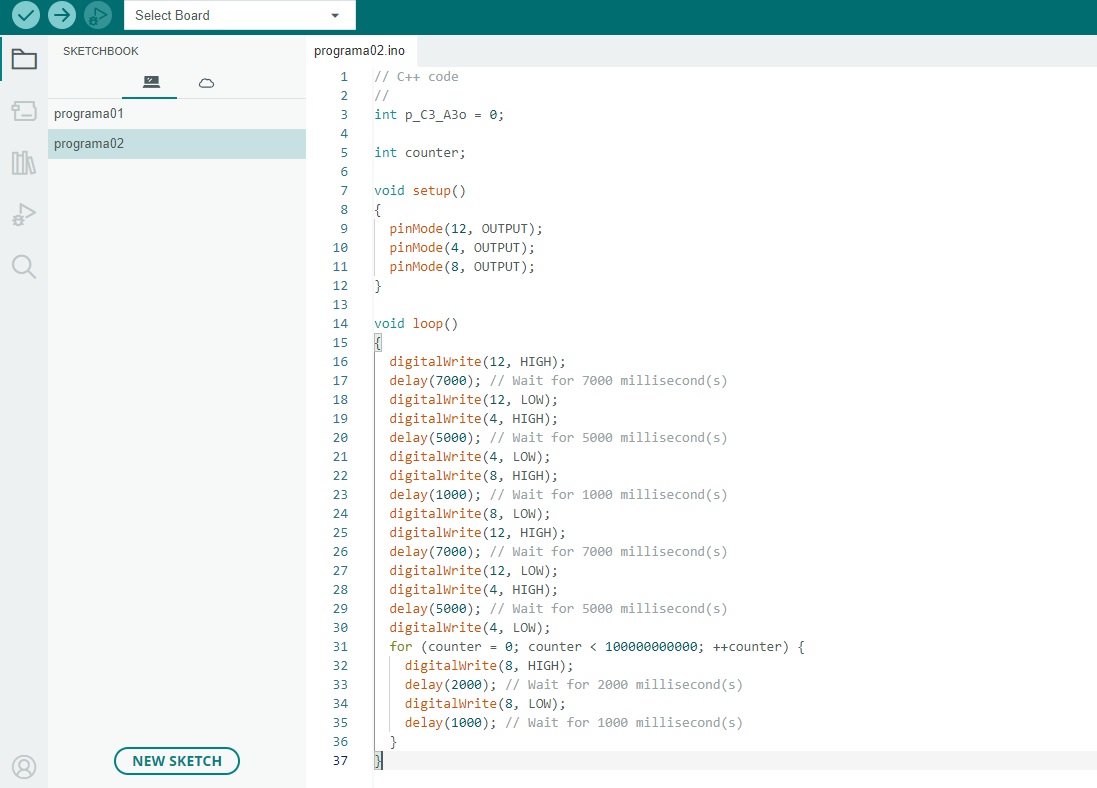 Select Board
SKETCHBOOK
programa01
programa02
NEW SKETCH
programa02.ino
1 // C++ code
2 //
3 int p_C3_A3o = 0;
4
5 int counter;
6
7 void setup()
8 {
9 pinMode(12, OUTPUT);
10 pinMode(4, OUTPUT);
11 pinMode(8, OUTPUT);
12 }
13
14 void loop()
15 {
16 digitalWrite(12, HIGH);
17 delay(7000); // Wait for 7000 millisecond(s)
18 digitalWrite(12, LOW);
19 digitalWrite(4, HIGH);
20 delay(5000); // Wait for 5000 millisecond(s)
21 digitalWrite(4, LOW);
22 digitalWrite(8, HIGH);
23 delay(1000); // Wait for 1000 millisecond(s)
24 digitalWrite(8, LOW);
25 digitalWrite(12, HIGH);
26 delay(7000); // Wait for 7000 millisecond(s)
27 digitalWrite(12, LOW);
28 digitalWrite(4, HIGH);
29 delay(5000); // Wait for 5000 millisecond(s)
30 digitalWrite(4, LOW);
31 for (counter = 0; counter < 100000000000; ++counter) {
32 digitalWrite(8, HIGH);
33 delay(2000); // Wait for 2000 millisecond(s)
34 digitalWrite(8, LOW);
35 delay(1000); // Wait for 1000 millisecond(s)
36 }
37 }